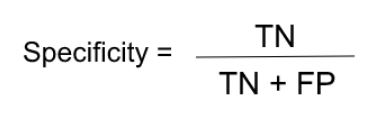 Specificity =
TN
TN + FP